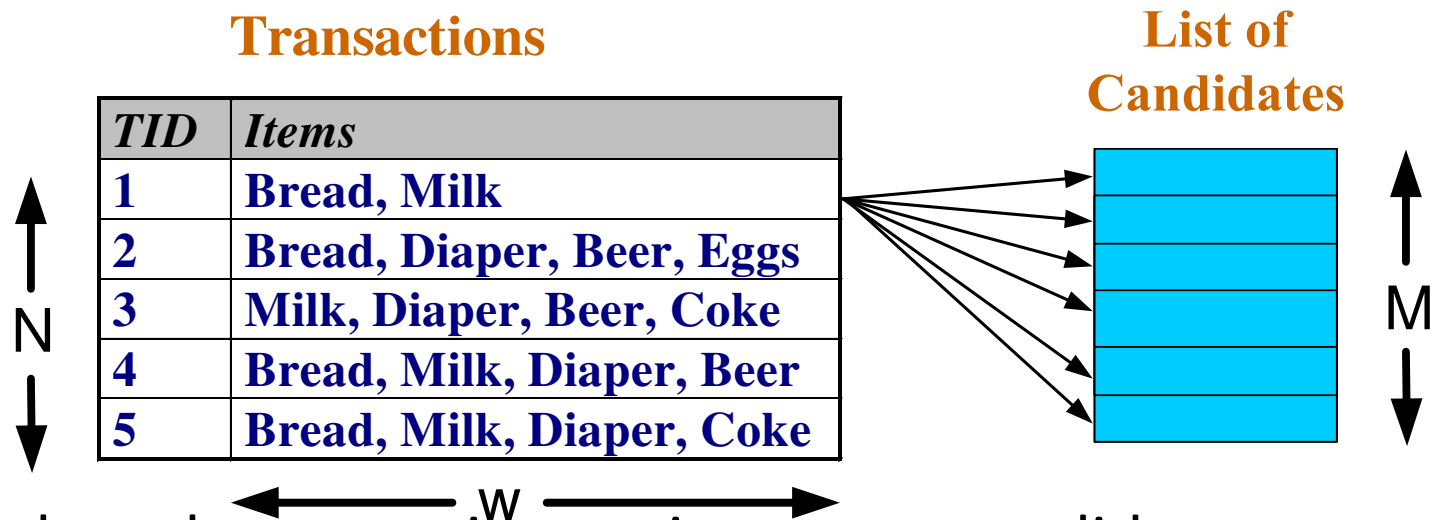 Transactions
List of
Candidates
TID Items
1 Bread, Milk
2 Bread, Diaper, Beer, Eggs
3 Milk, Diaper, Beer, Coke
4 Bread, Milk, Diaper, Beer
5 Bread, Milk, Diaper, Coke
N
M
w